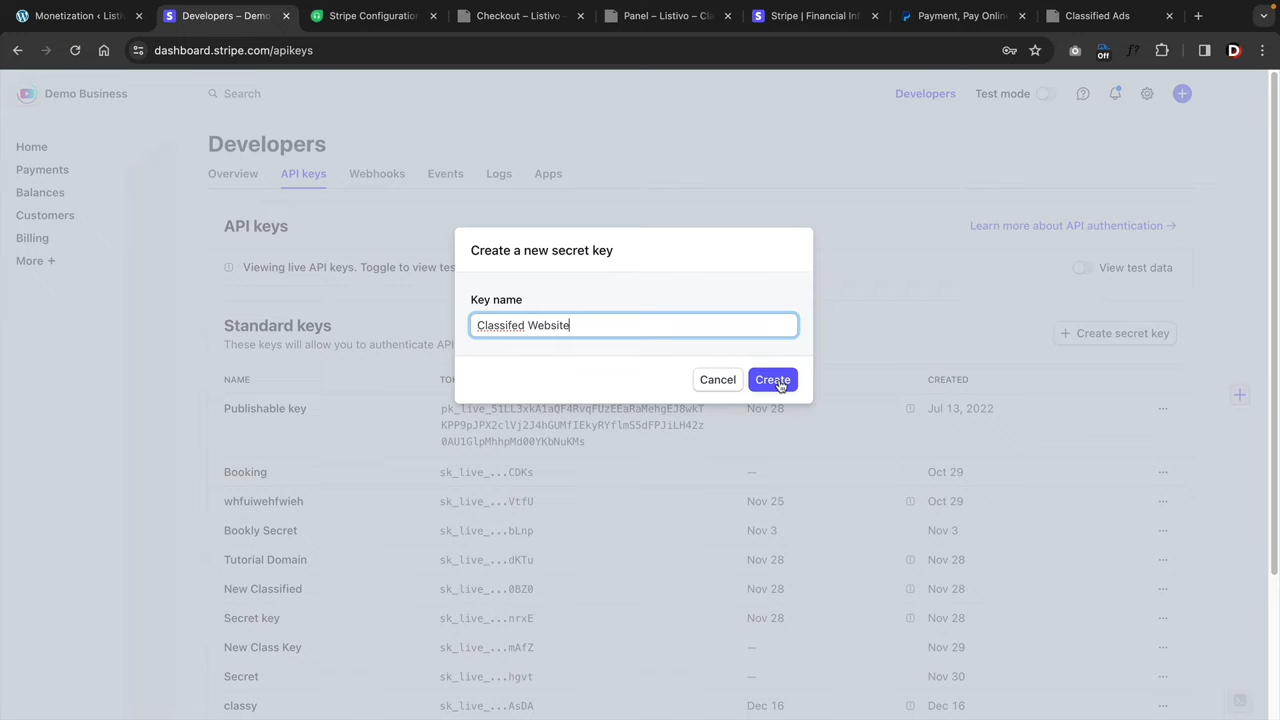 Monetization ‹ Listiv
Developers – Demo
Stripe Configuration
Checkout – Listivo –
Panel – Listivo – Cla
Stripe | Financial Inf
Payment, Pay Onlin
Classified Ads
dashboard.stripe.com/apikeys
Off
f?
D
Demo Business
Search
Developers
Test mode
Home
Payments
Balances
Customers
Billing
More +
Developers
Overview
API keys
Webhooks
Events
Logs
Apps
API keys
Learn more about API authentication →
Viewing live API keys. Toggle to view tes
View test data
Create a new secret key
Key name
Classifed Website
Cancel
Create
Standard keys
These keys will allow you to authenticate API
+ Create secret key
NAME
TO
CREATED
Publishable key
pk_live_51LL3xkA1aQF4RvqFUzEEaRaMehgEJ8wkT
KPP9pJPX2clVj2J4hGUMfIEkyRYflmS5dFPJiLH42z
0AU1GlpMhhpMd00YKbNuKMs
Nov 28
Jul 13, 2022
Booking sk_live_...CDKs — Oct 29
whfuiwehfwieh sk_live_...VtfU Nov 25 Oct 29
Bookly Secret sk_live_...bLnp Nov 3 Nov 3
Tutorial Domain sk_live_...dKTu Nov 28 Nov 28
New Classified sk_live_...0BZ0 Nov 28 Nov 28
Secret key sk_live_...nrxE Nov 28 Nov 28
New Class Key sk_live_...mAfZ — Nov 29
Secret sk_live_...hgvt — Nov 30
classy sk_live_...AsDA Dec 16 Dec 16